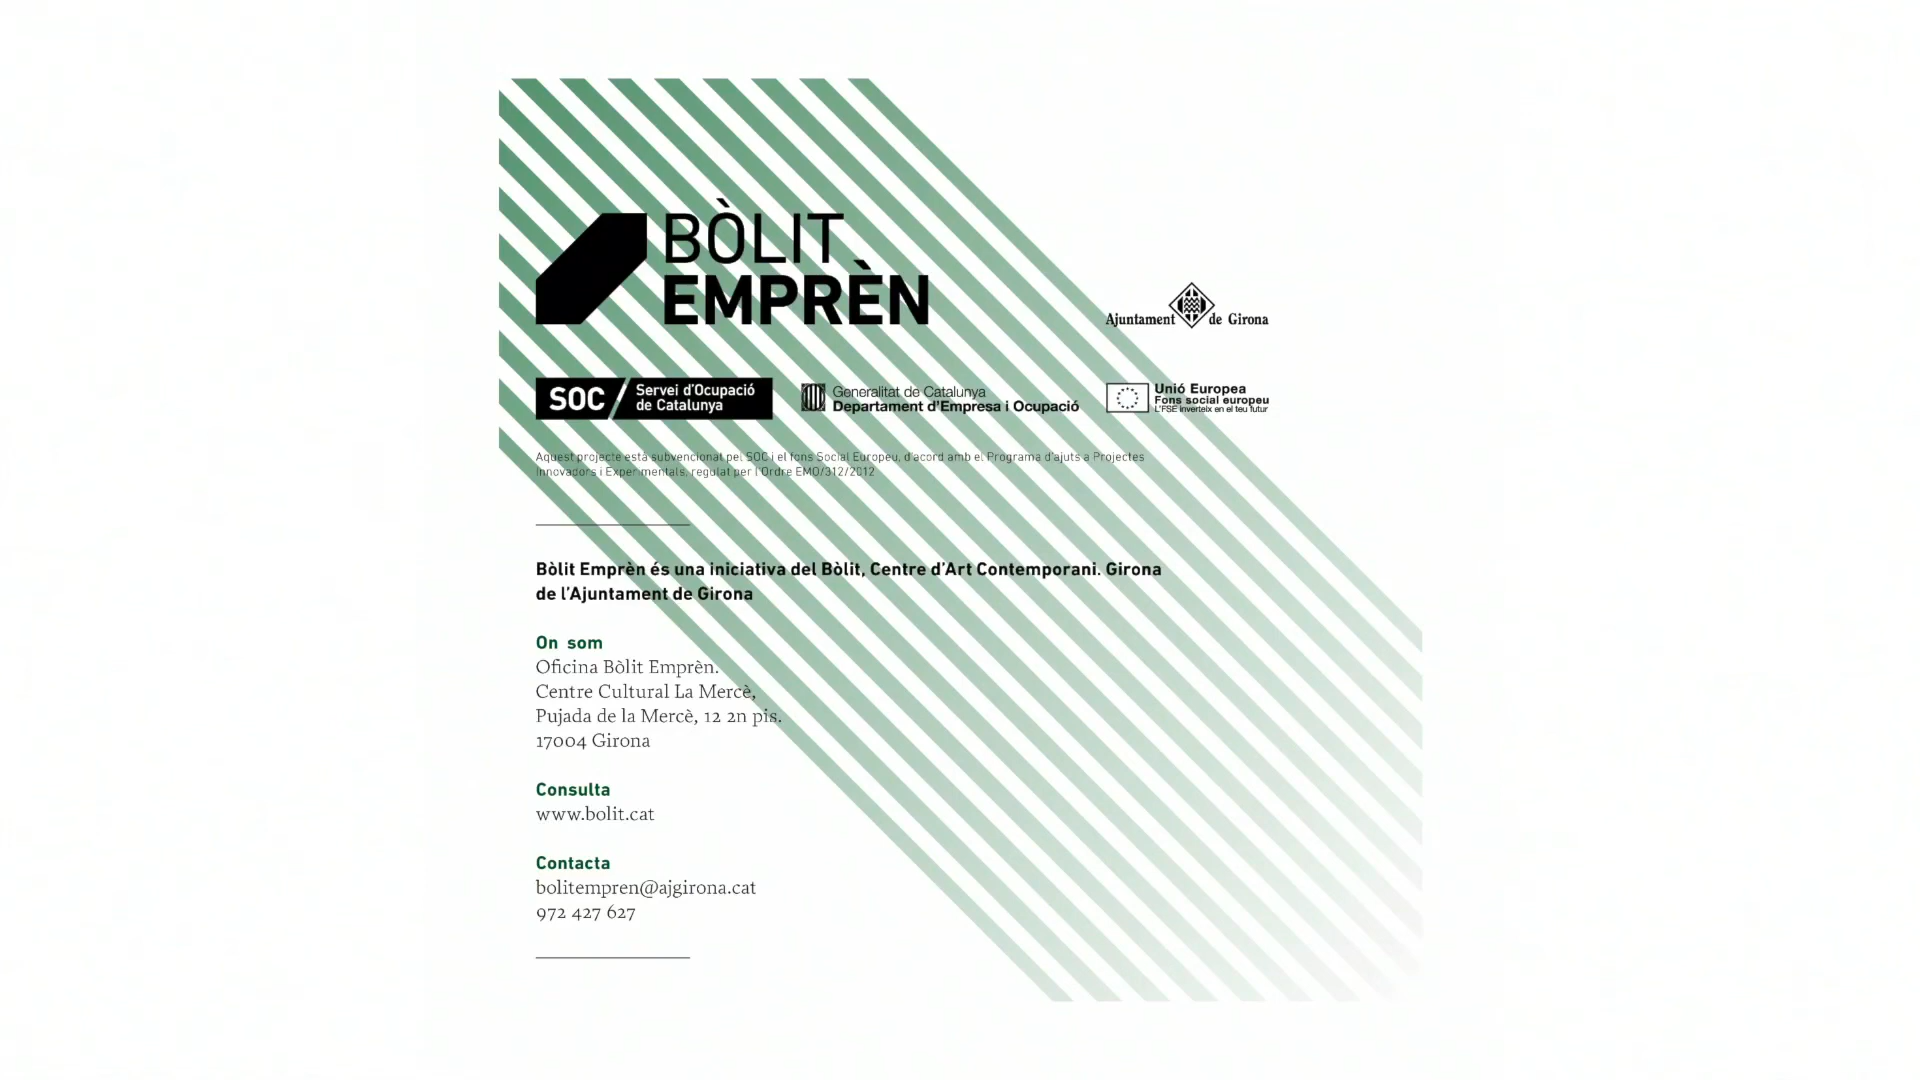 BÒLIT
EMPRÈN
Ajuntament de Girona
SOC Servei d'Ocupació
de Catalunya
Generalitat de Catalunya
Departament d'Empresa i Ocupació
Unió Europea
Fons social europeu
L'FSE inverteix en el teu futur
Aquest projecte està subvencionat pel SOC i el fons Social Europeu, d'acord amb el Programa d'ajuts a Projectes
Innovadors i Experimentals, regulat per l'Ordre EMO/312/2012
Bòlit Emprèn és una iniciativa del Bòlit, Centre d'Art Contemporani. Girona
de l'Ajuntament de Girona
On som
Oficina Bòlit Emprèn.
Centre Cultural La Mercè,
Pujada de la Mercè, 12 2n pis.
17004 Girona
Consulta
www.bolit.cat
Contacta
bolitempren@ajgirona.cat
972 427 627